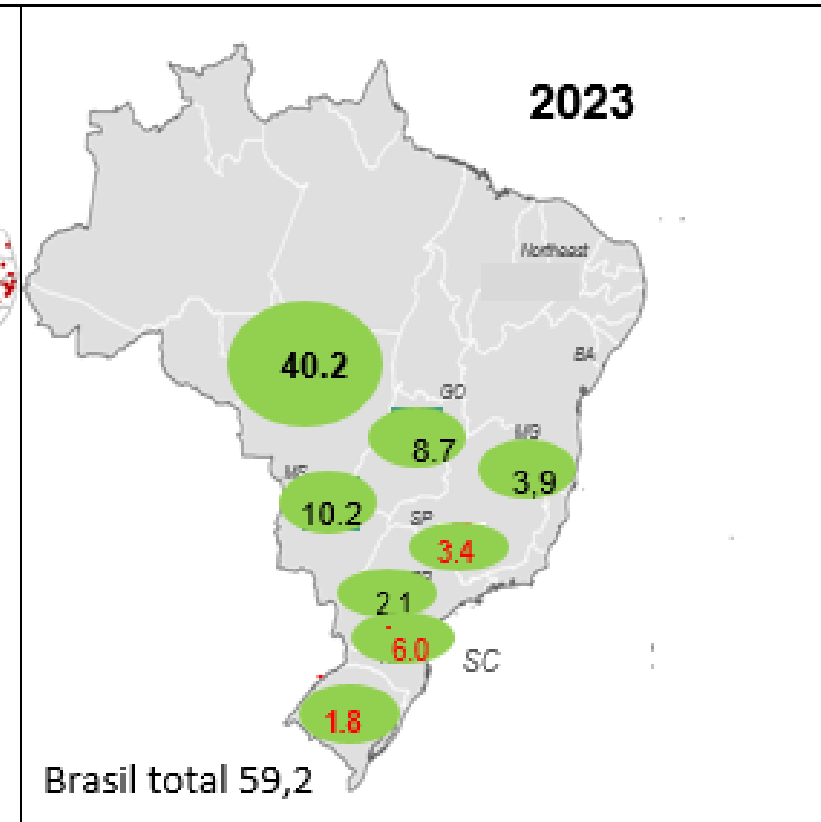 2023
Northeast
40.2
BA
GO
8.7
MG
3,9
MS
10.2
SP
3.4
2.1
6.0
SC
1.8
Brasil total 59,2